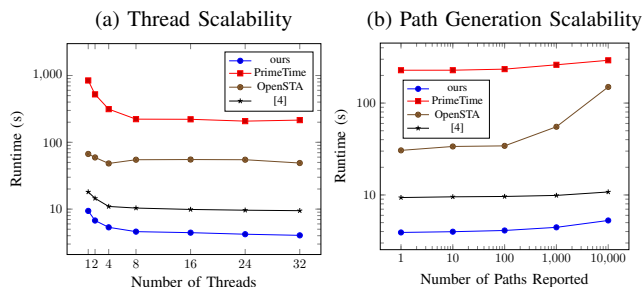 (a) Thread Scalability
ours
PrimeTime
OpenSTA
[4]
1,000
100
10
Runtime (s)
1 2 4 8 16 24 32
Number of Threads
(b) Path Generation Scalability
ours
PrimeTime
OpenSTA
[4]
100
10
Runtime (s)
1 10 100 1,000 10,000
Number of Paths Reported